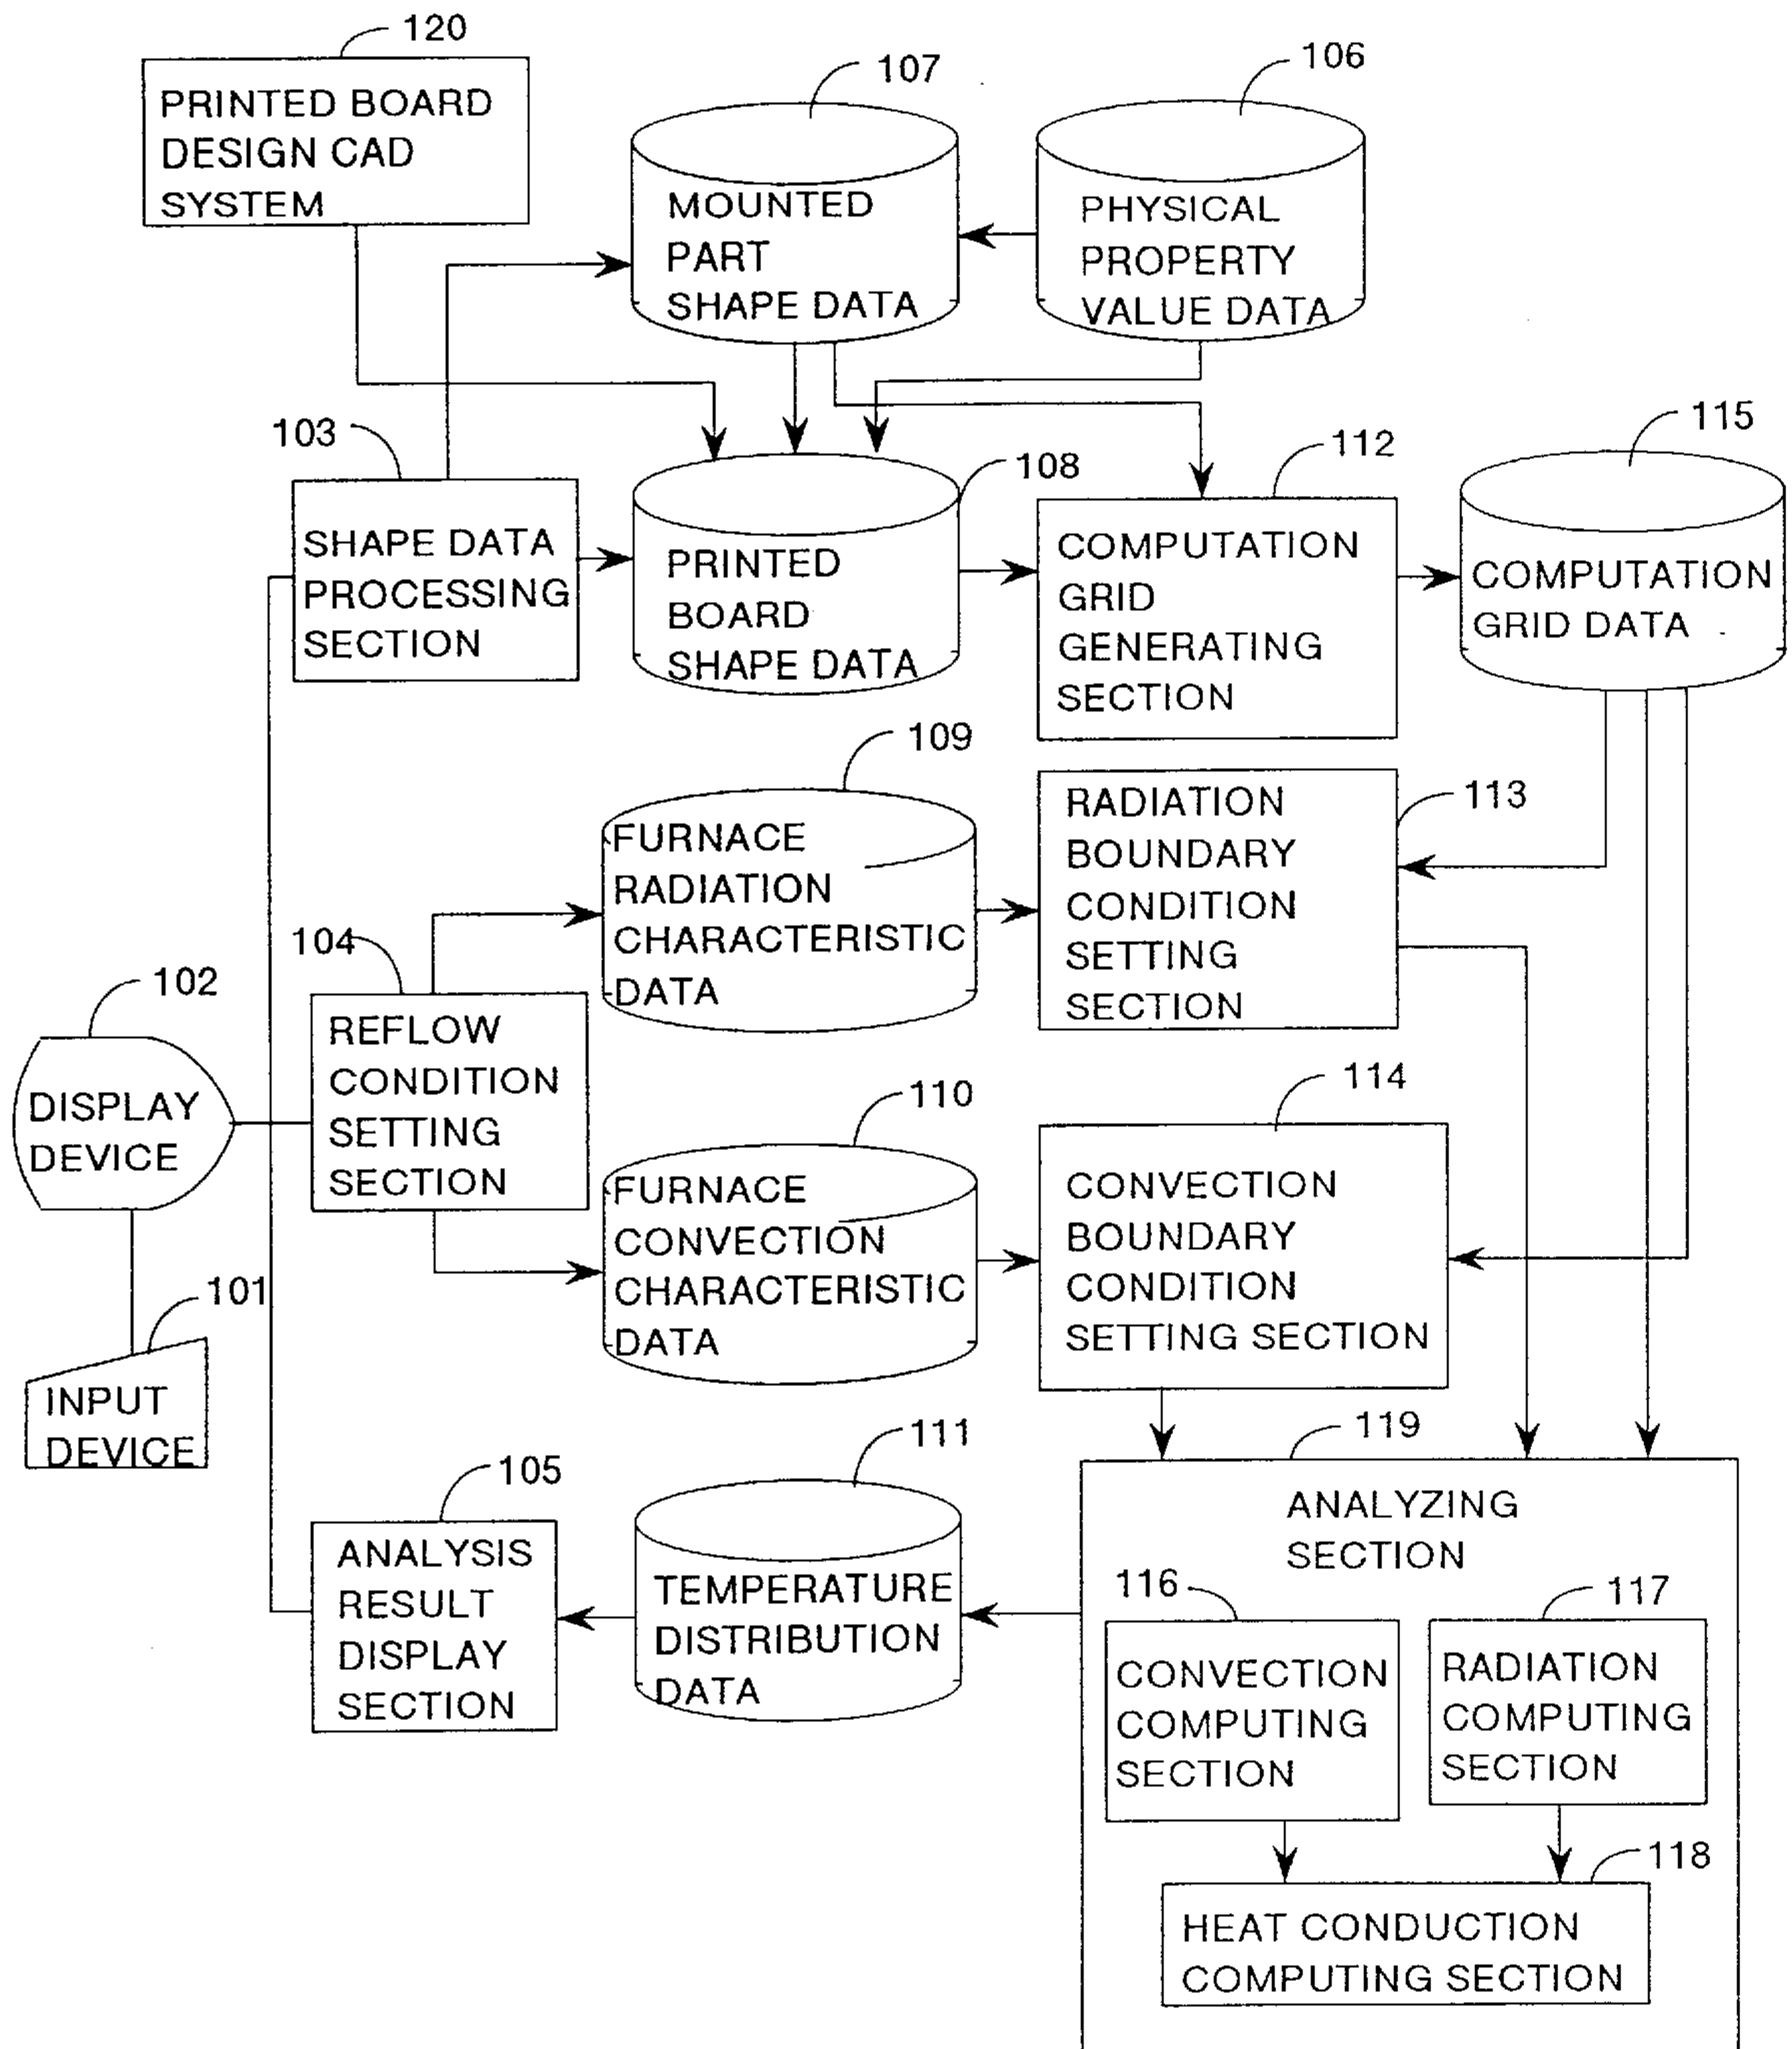 120
PRINTED BOARD
DESIGN CAD
SYSTEM
107
MOUNTED
PART
SHAPE DATA
106
PHYSICAL
PROPERTY
VALUE DATA
103
SHAPE DATA
PROCESSING
SECTION
108
PRINTED
BOARD
SHAPE DATA
112
COMPUTATION
GRID
GENERATING
SECTION
115
COMPUTATION
GRID DATA
109
FURNACE
RADIATION
CHARACTERISTIC
DATA
113
RADIATION
BOUNDARY
CONDITION
SETTING
SECTION
102
DISPLAY
DEVICE
104
REFLOW
CONDITION
SETTING
SECTION
110
FURNACE
CONVECTION
CHARACTERISTIC
DATA
114
CONVECTION
BOUNDARY
CONDITION
SETTING SECTION
101
INPUT
DEVICE
105
ANALYSIS
RESULT
DISPLAY
SECTION
111
TEMPERATURE
DISTRIBUTION
DATA
119
ANALYZING
SECTION
116
CONVECTION
COMPUTING
SECTION
117
RADIATION
COMPUTING
SECTION
118
HEAT CONDUCTION
COMPUTING SECTION